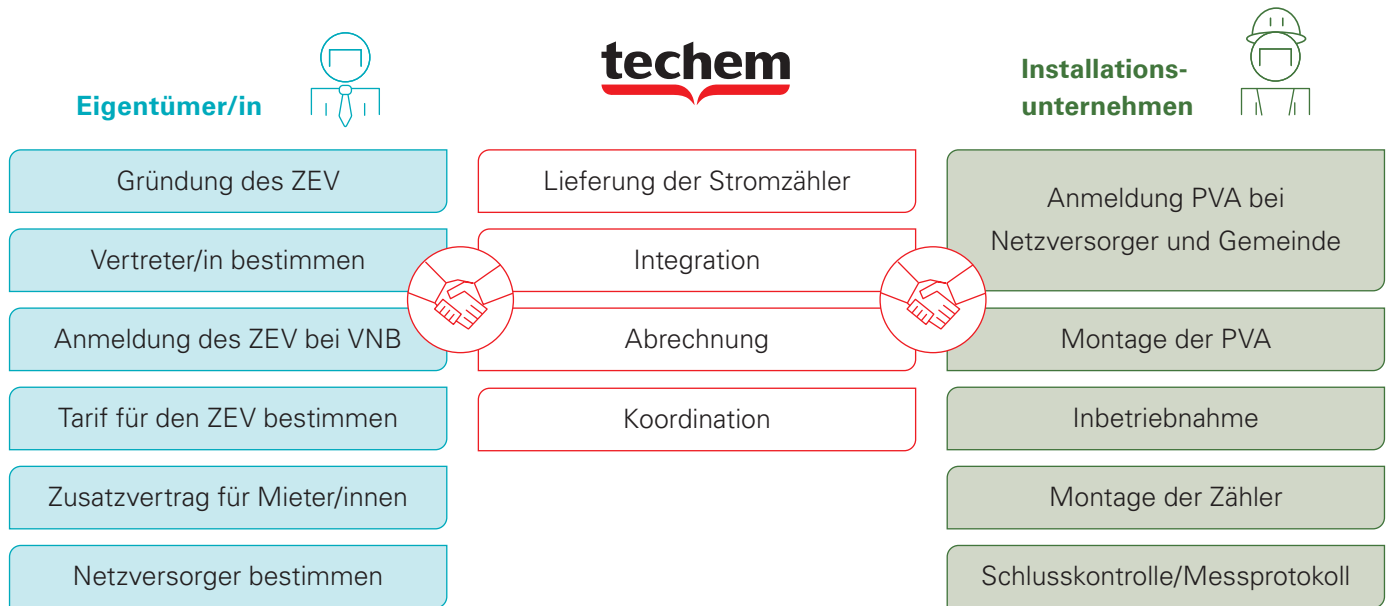 Eigentümer/in
Gründung des ZEV
Vertreter/in bestimmen
Anmeldung des ZEV bei VNB
Tarif für den ZEV bestimmen
Zusatzvertrag für Mieter/innen
Netzversorger bestimmen
techem
Lieferung der Stromzähler
Integration
Abrechnung
Koordination
Installations-
unternehmen
Anmeldung PVA bei
Netzversorger und Gemeinde
Montage der PVA
Inbetriebnahme
Montage der Zähler
Schlusskontrolle/Messprotokoll